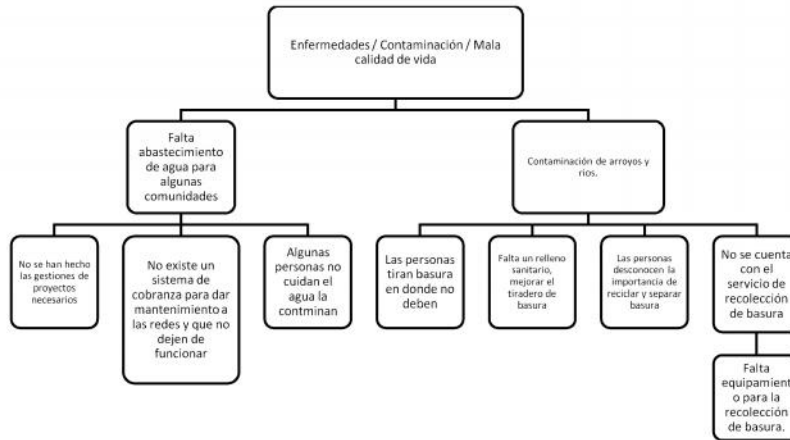 Enfermedades / Contaminación / Mala
calidad de vida
Falta
abastecimiento
de agua para
algunas
comunidades
Contaminación de arroyos y
rios.
No se han hecho
las gestiones de
proyectos
necesarios
No existe un
sistema de
cobranza para dar
mantenimiento a
las redes y que no
dejen de
funcionar
Algunas
personas no
cuidan el
agua la
contminan
Las personas
tiran basura
en donde no
deben
Falta un relleno
sanitario,
mejorar el
tiradero de
basura
Las personas
desconocen la
importancia de
reciclar y separar
basura
No se cuenta
con el
servicio de
recolección
de basura
Falta
equipamient
o para la
recolección
de basura.